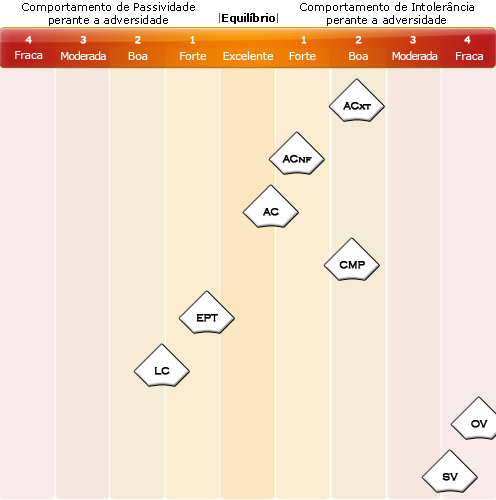 Comportamento de Passividade
perante a adversidade
|Equilíbrio|
Comportamento de Intolerância
perante a adversidade
4 3 2 1 1 2 3 4
Fraca Moderada Boa Forte Excelente Forte Boa Moderada Fraca
ACXT
ACNF
AC
CMP
EPT
LC
OV
SV